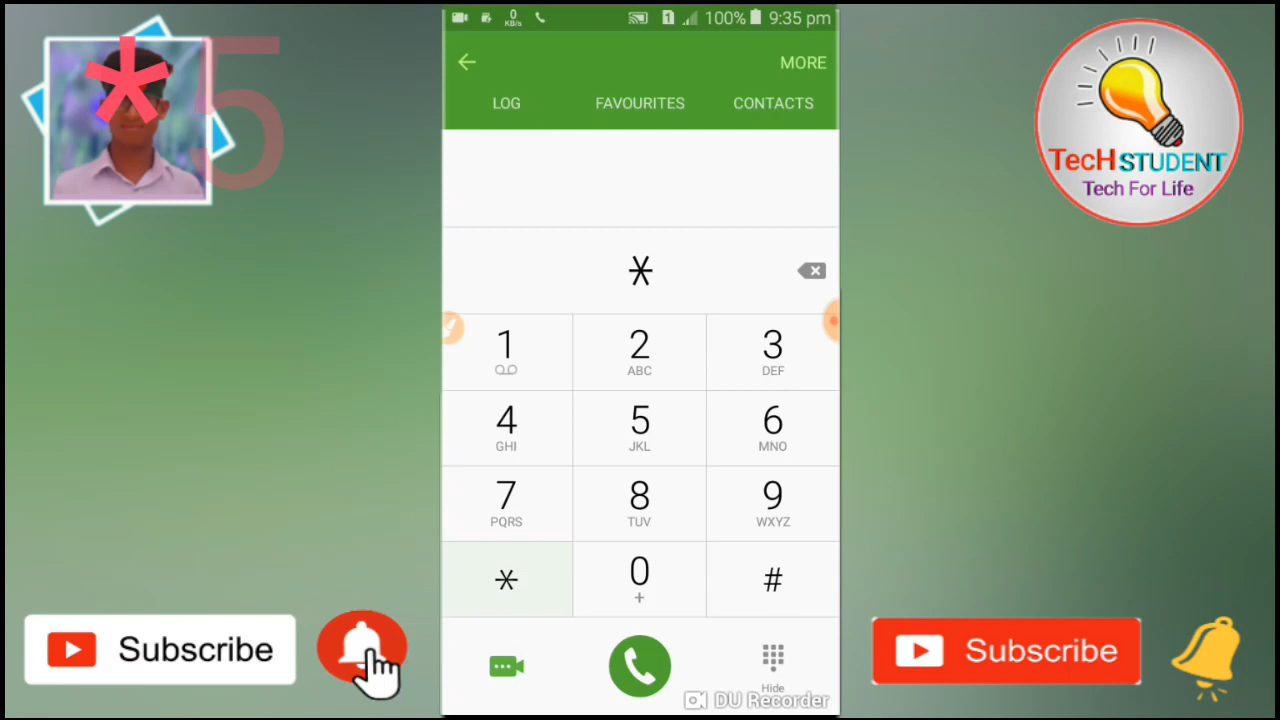 *5
0
KB/s
1
100%
9:35 pm
MORE
LOG
FAVOURITES
CONTACTS
*
1
2
ABC
3
DEF
4
GHI
5
JKL
6
MNO
7
PQRS
8
TUV
9
WXYZ
*
0
+
#
Hide
DU Recorder
TecH STUDENT
Tech For Life
Subscribe
Subscribe